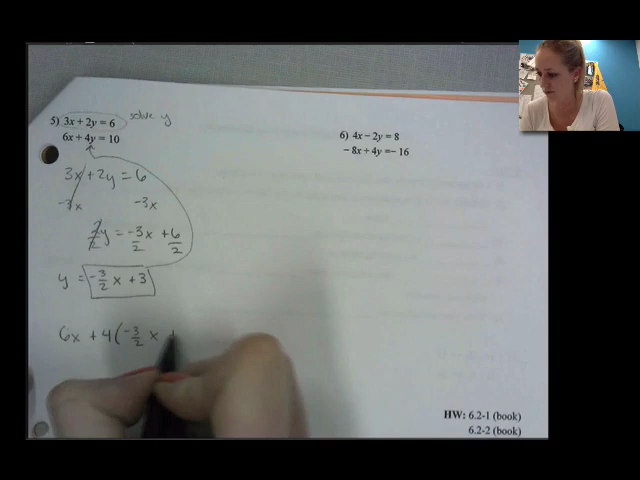 5) 3x + 2y = 6 solve y
6x + 4y = 10
3x + 2y = 6
-3x -3x
2/2 y = -3/2 x + 6/2
y = -3/2 x + 3
6x + 4(-3/2 x +
6) 4x – 2y = 8
– 8x + 4y = – 16
HW: 6.2-1 (book)
6.2-2 (book)